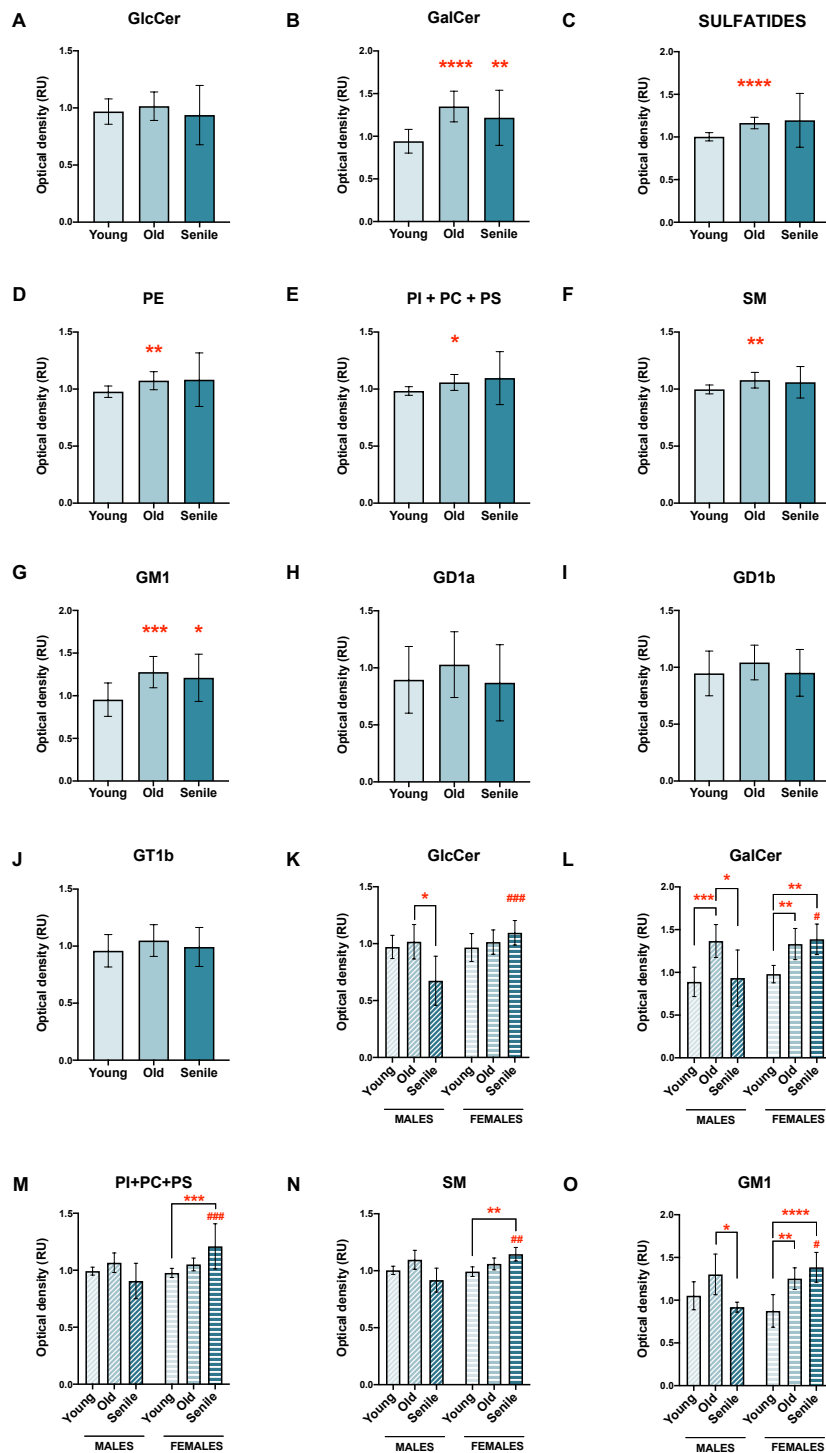 A GlcCer
Optical density (RU)
1.5
1.0
0.5
0.0
Young Old Senile
B GalCer
Optical density (RU)
2.0
1.5
1.0
0.5
0.0
**** **
Young Old Senile
C SULFATIDES
Optical density (RU)
2.0
1.5
1.0
0.5
0.0
****
Young Old Senile
D PE
Optical density (RU)
1.5
1.0
0.5
0.0
**
Young Old Senile
E PI + PC + PS
Optical density (RU)
1.5
1.0
0.5
0.0
*
Young Old Senile
F SM
Optical density (RU)
1.5
1.0
0.5
0.0
**
Young Old Senile
G GM1
Optical density (RU)
2.0
1.5
1.0
0.5
0.0
*** *
Young Old Senile
H GD1a
Optical density (RU)
1.5
1.0
0.5
0.0
Young Old Senile
I GD1b
Optical density (RU)
1.5
1.0
0.5
0.0
Young Old Senile
J GT1b
Optical density (RU)
1.5
1.0
0.5
0.0
Young Old Senile
K GlcCer
Optical density (RU)
1.5
1.0
0.5
0.0
* ###
Young Old Senile Young Old Senile
MALES FEMALES
L GalCer
Optical density (RU)
2.0
1.5
1.0
0.5
0.0
*** * ** ** #
Young Old Senile Young Old Senile
MALES FEMALES
M PI+PC+PS
Optical density (RU)
1.5
1.0
0.5
0.0
*** ###
Young Old Senile Young Old Senile
MALES FEMALES
N SM
Optical density (RU)
1.5
1.0
0.5
0.0
** ##
Young Old Senile Young Old Senile
MALES FEMALES
O GM1
Optical density (RU)
2.0
1.5
1.0
0.5
0.0
* **** ** #
Young Old Senile Young Old Senile
MALES FEMALES